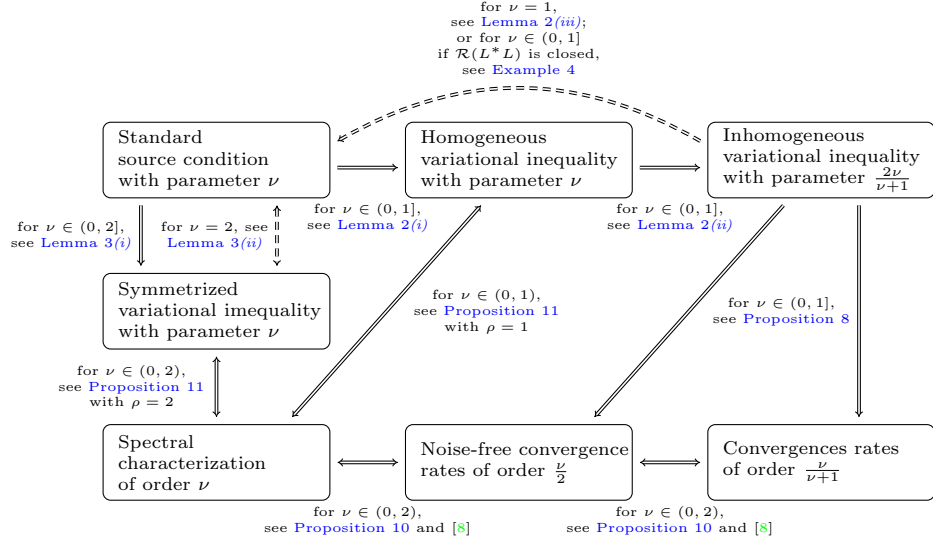 for ν = 1,
see Lemma 2(iii);
or for ν ∈ (0, 1]
if R(L*L) is closed,
see Example 4
Standard
source condition
with parameter ν
Homogeneous
variational inequality
with parameter ν
Inhomogeneous
variational inequality
with parameter 2ν/(ν+1)
for ν ∈ (0, 2],
see Lemma 3(i)
for ν = 2, see
Lemma 3(ii)
for ν ∈ (0, 1],
see Lemma 2(i)
for ν ∈ (0, 1],
see Lemma 2(ii)
Symmetrized
variational inequality
with parameter ν
for ν ∈ (0, 1),
see Proposition 11
with ρ = 1
for ν ∈ (0, 1],
see Proposition 8
for ν ∈ (0, 2),
see Proposition 11
with ρ = 2
Spectral
characterization
of order ν
Noise-free convergence
rates of order ν/2
Convergences rates
of order ν/(ν+1)
for ν ∈ (0, 2),
see Proposition 10 and [8]
for ν ∈ (0, 2),
see Proposition 10 and [8]